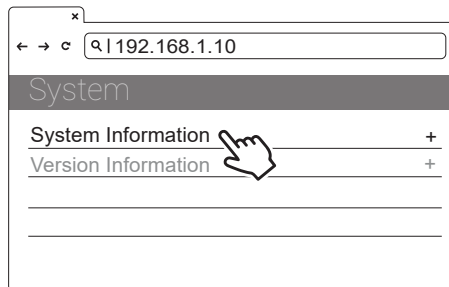 192.168.1.10
System
System Information +
Version Information +